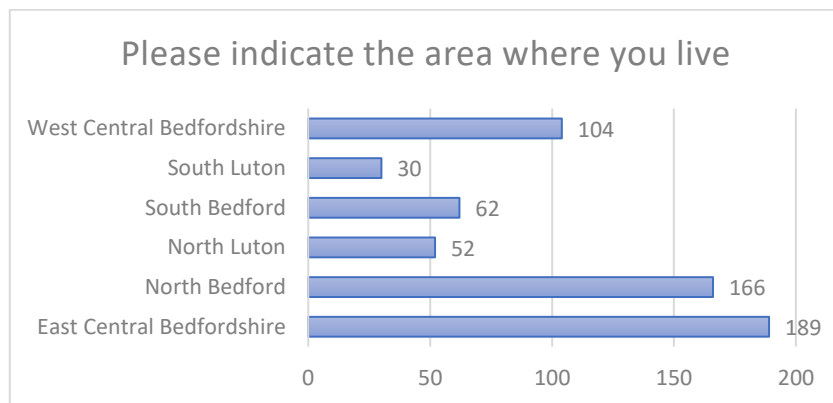 Please indicate the area where you live
West Central Bedfordshire 104
South Luton 30
South Bedford 62
North Luton 52
North Bedford 166
East Central Bedfordshire 189
0 50 100 150 200